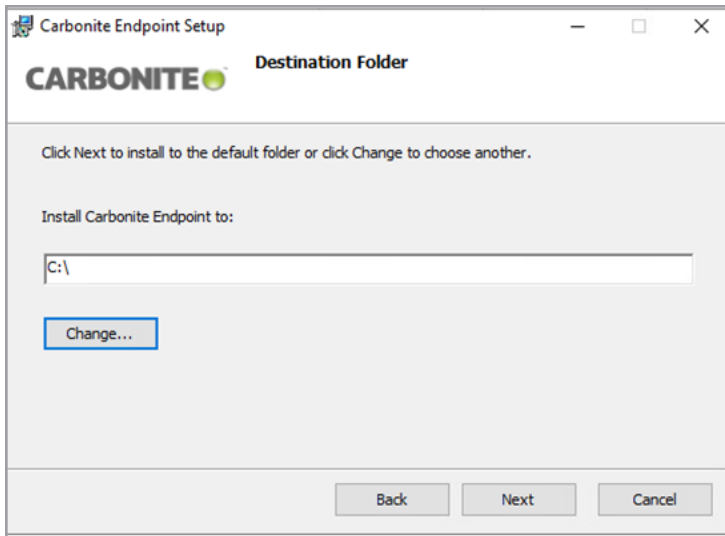 Carbonite Endpoint Setup
CARBONITE
Destination Folder
Click Next to install to the default folder or click Change to choose another.
Install Carbonite Endpoint to:
C:\
Change...
Back
Next
Cancel